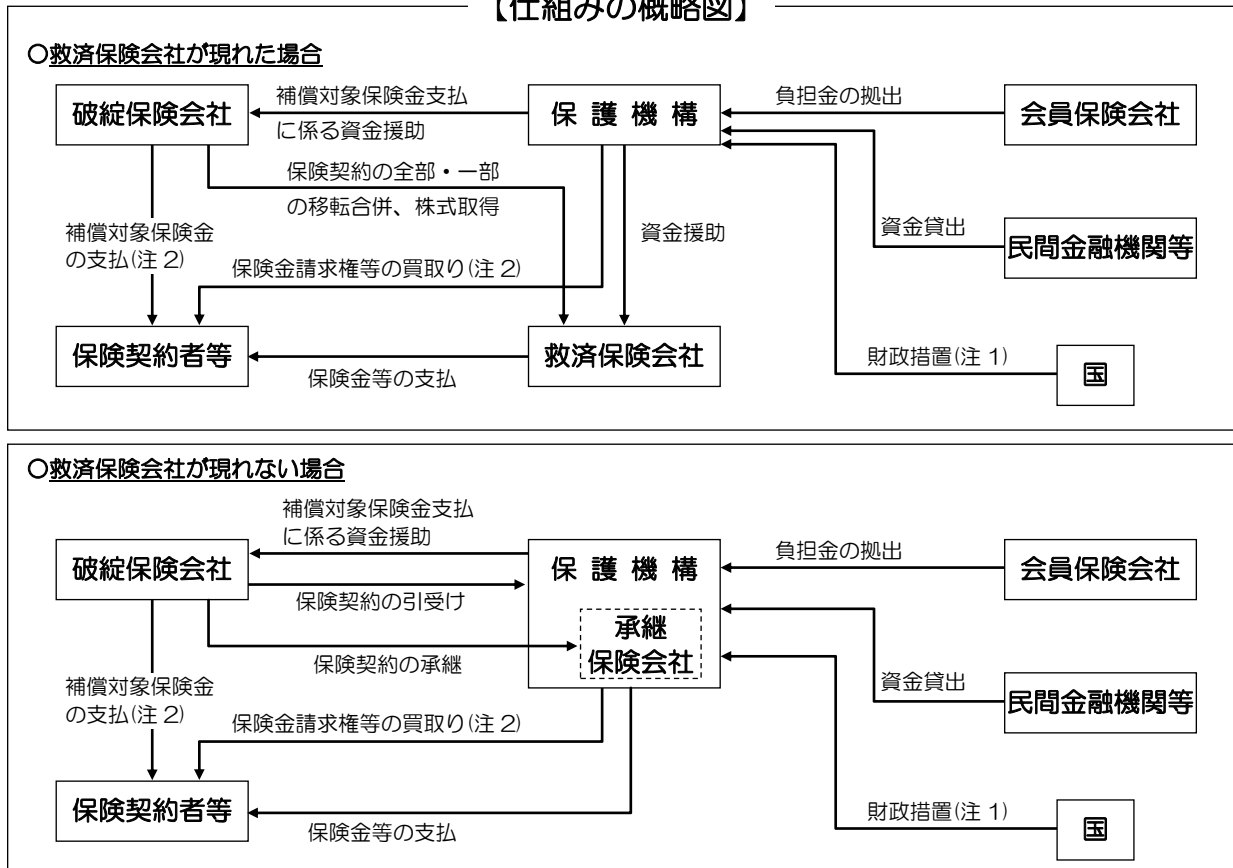 【仕組みの概略図】
○救済保険会社が現れた場合
破綻保険会社
補償対象保険金支払
に係る資金援助
保護機構
負担金の拠出
会員保険会社
保険契約の全部・一部
の移転合併、株式取得
補償対象保険金
の支払(注2)
資金援助
資金貸出
民間金融機関等
保険金請求権等の買取り(注2)
保険契約者等
保険金等の支払
救済保険会社
財政措置(注1)
国
○救済保険会社が現れない場合
補償対象保険金支払
に係る資金援助
破綻保険会社
保護機構
負担金の拠出
会員保険会社
保険契約の引受け
承継
保険会社
保険契約の承継
補償対象保険金
の支払(注2)
資金貸出
民間金融機関等
保険金請求権等の買取り(注2)
保険契約者等
保険金等の支払
財政措置(注1)
国